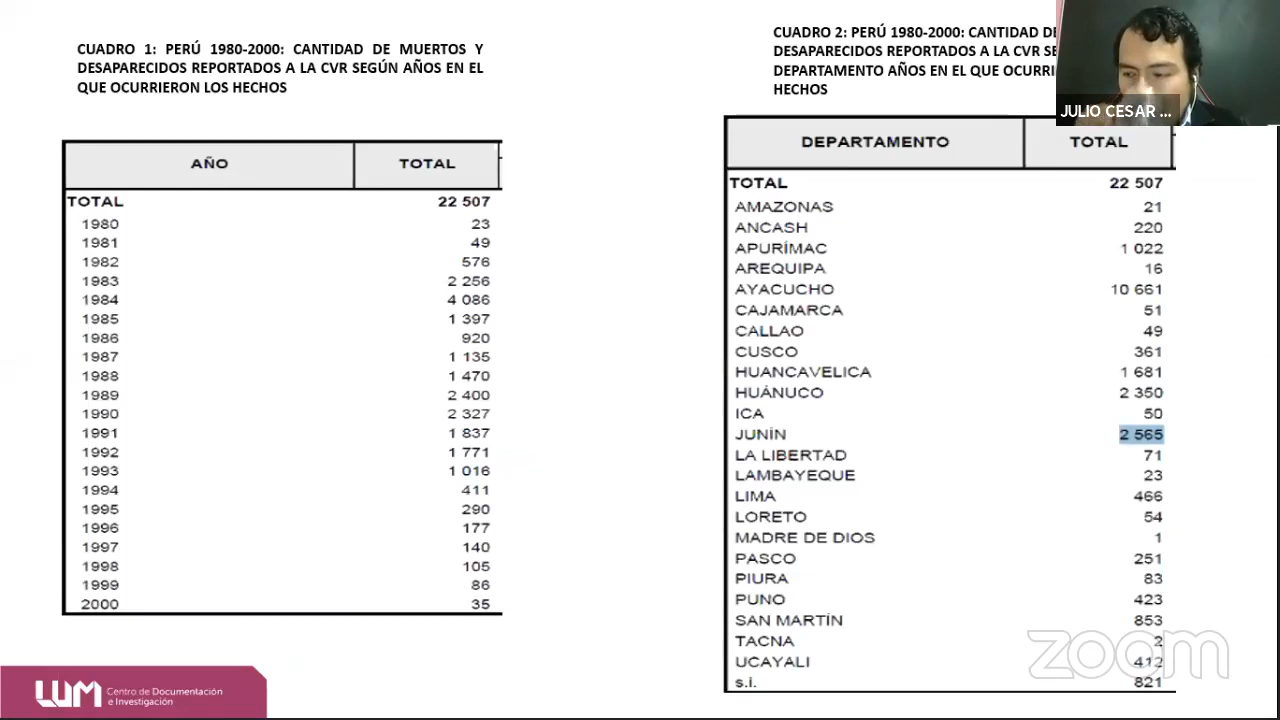 CUADRO 1: PERÚ 1980-2000: CANTIDAD DE MUERTOS Y
DESAPARECIDOS REPORTADOS A LA CVR SEGÚN AÑOS EN EL
QUE OCURRIERON LOS HECHOS
AÑO TOTAL
TOTAL 22 507
1980 23
1981 49
1982 576
1983 2 256
1984 4 086
1985 1 397
1986 920
1987 1 135
1988 1 470
1989 2 400
1990 2 327
1991 1 837
1992 1 771
1993 1 016
1994 411
1995 290
1996 177
1997 140
1998 105
1999 86
2000 35
CUADRO 2: PERÚ 1980-2000: CANTIDAD DE
DESAPARECIDOS REPORTADOS A LA CVR
DEPARTAMENTO AÑOS EN EL QUE
HECHOS
DEPARTAMENTO TOTAL
TOTAL 22 507
AMAZONAS 21
ANCASH 220
APURÍMAC 1 022
AREQUIPA 16
AYACUCHO 10 661
CAJAMARCA 51
CALLAO 49
CUSCO 361
HUANCAVELICA 1 681
HUÁNUCO 2 350
ICA 50
JUNÍN 2 565
LA LIBERTAD 71
LAMBAYEQUE 23
LIMA 466
LORETO 54
MADRE DE DIOS 1
PASCO 251
PIURA 83
PUNO 423
SAN MARTÍN 853
TACNA 2
UCAYALI 412
s.i. 821
JULIO CESAR ...
zoom
LUM Centro de Documentación
e Investigación